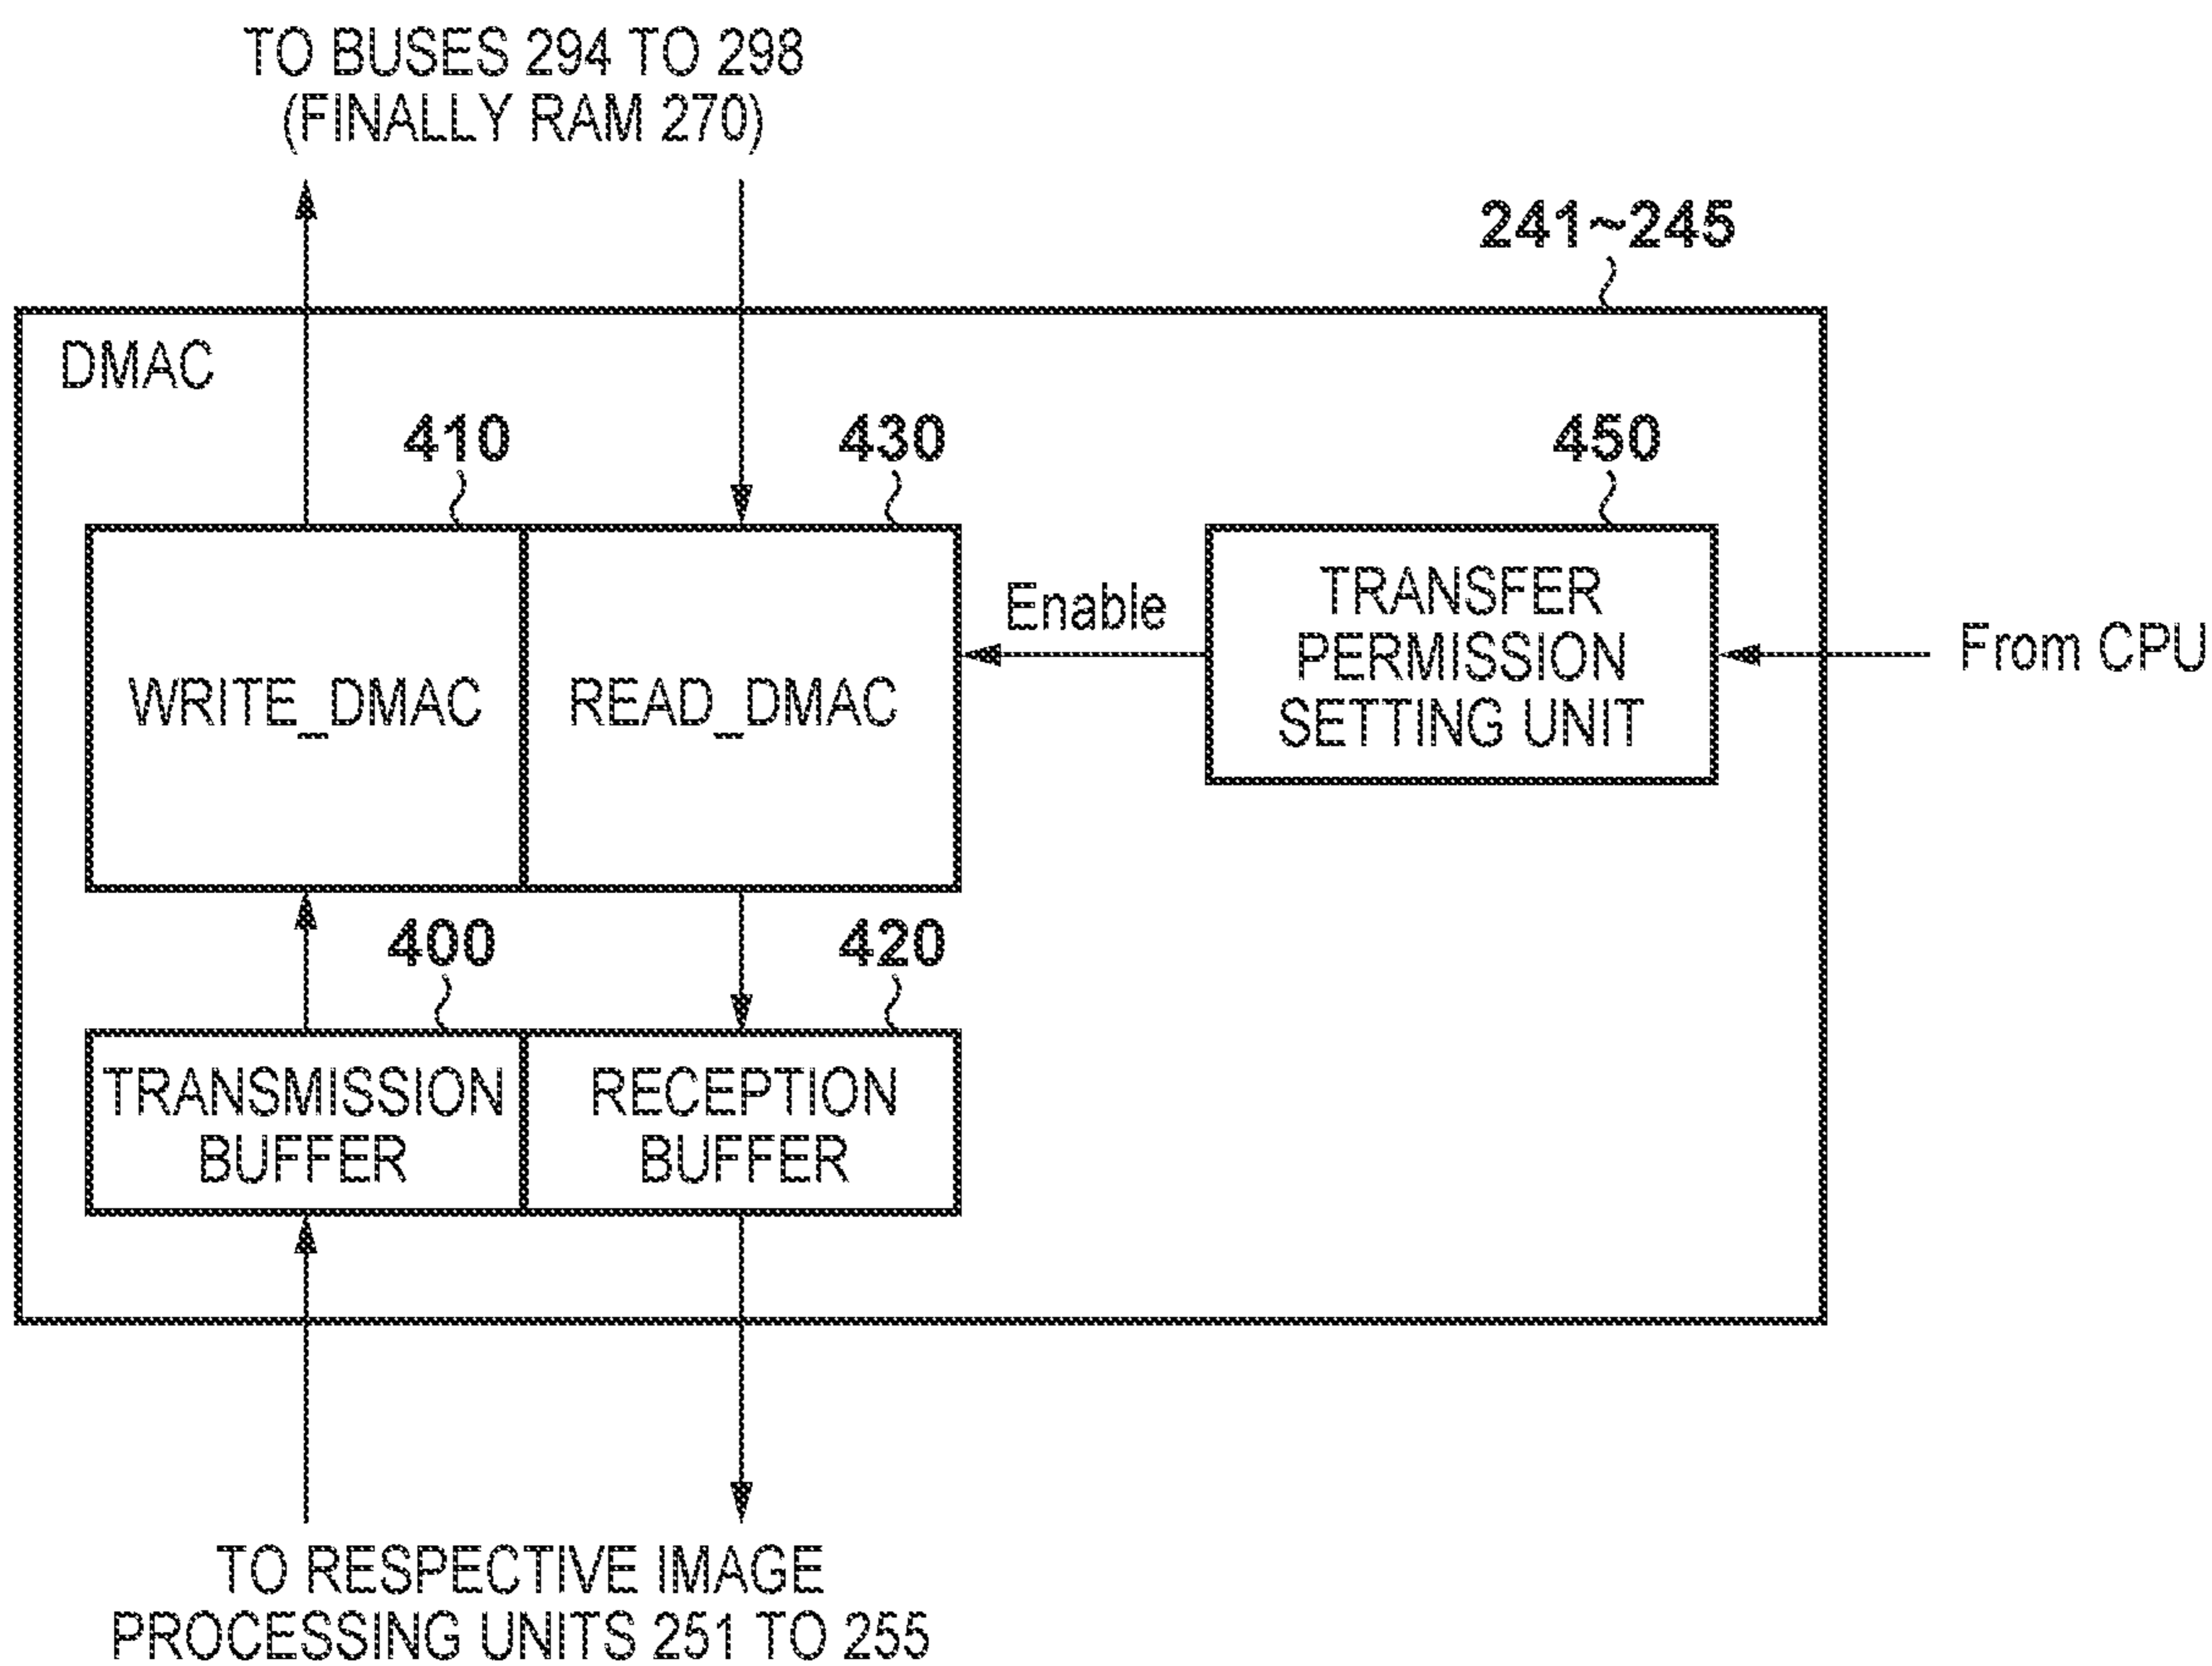 TO BUSES 294 TO 298
(FINALLY RAM 270)
241~245
DMAC
410
430
450
WRITE_DMAC
READ_DMAC
Enable
TRANSFER
PERMISSION
SETTING UNIT
From CPU
400
420
TRANSMISSION
BUFFER
RECEPTION
BUFFER
TO RESPECTIVE IMAGE
PROCESSING UNITS 251 TO 255